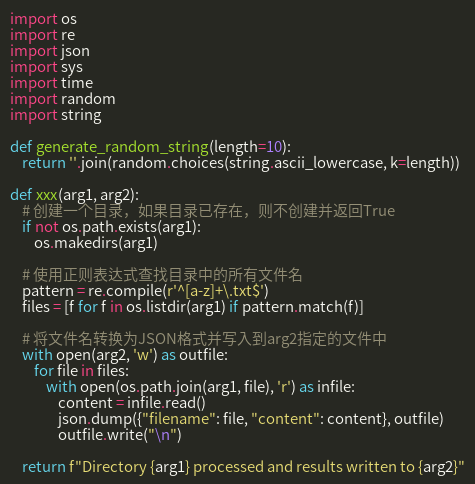 import os
import re
import json
import sys
import time
import random
import string

def generate_random_string(length=10):
    return ''.join(random.choices(string.ascii_lowercase, k=length))

def xxx(arg1, arg2):
    # 创建一个目录，如果目录已存在，则不创建并返回True
    if not os.path.exists(arg1):
        os.makedirs(arg1)

    # 使用正则表达式查找目录中的所有文件名
    pattern = re.compile(r'^[a-z]+\.txt$')
    files = [f for f in os.listdir(arg1) if pattern.match(f)]

    # 将文件名转换为JSON格式并写入到arg2指定的文件中
    with open(arg2, 'w') as outfile:
        for file in files:
            with open(os.path.join(arg1, file), 'r') as infile:
                content = infile.read()
                json.dump({"filename": file, "content": content}, outfile)
                outfile.write("\n")

    return f"Directory {arg1} processed and results written to {arg2}"